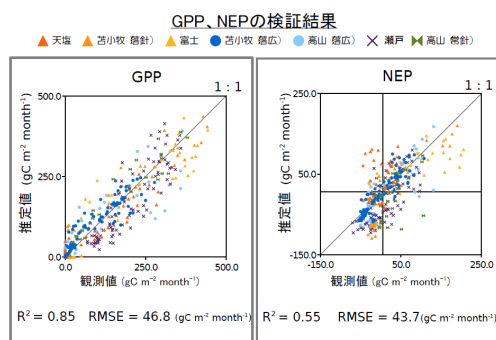 GPP、NEPの検証結果
天塩 苫小牧 落針) 富士 苫小牧 落広) 高山 落広) 瀬戸 高山 常針)
GPP
1:1
推定値 (gC m⁻² month⁻¹)
500.0
250.0
0.0
0.0 250.0 500.0
観測値 (gC m⁻² month⁻¹)
R² = 0.85 RMSE = 46.8 (gC m⁻² month⁻¹)
NEP
1:1
推定値 (gC m⁻² month⁻¹)
250.0
50.0
-150.0
-150.0 50.0 250.0
観測値 (gC m⁻² month⁻¹)
R² = 0.55 RMSE = 43.7(gC m⁻² month⁻¹)